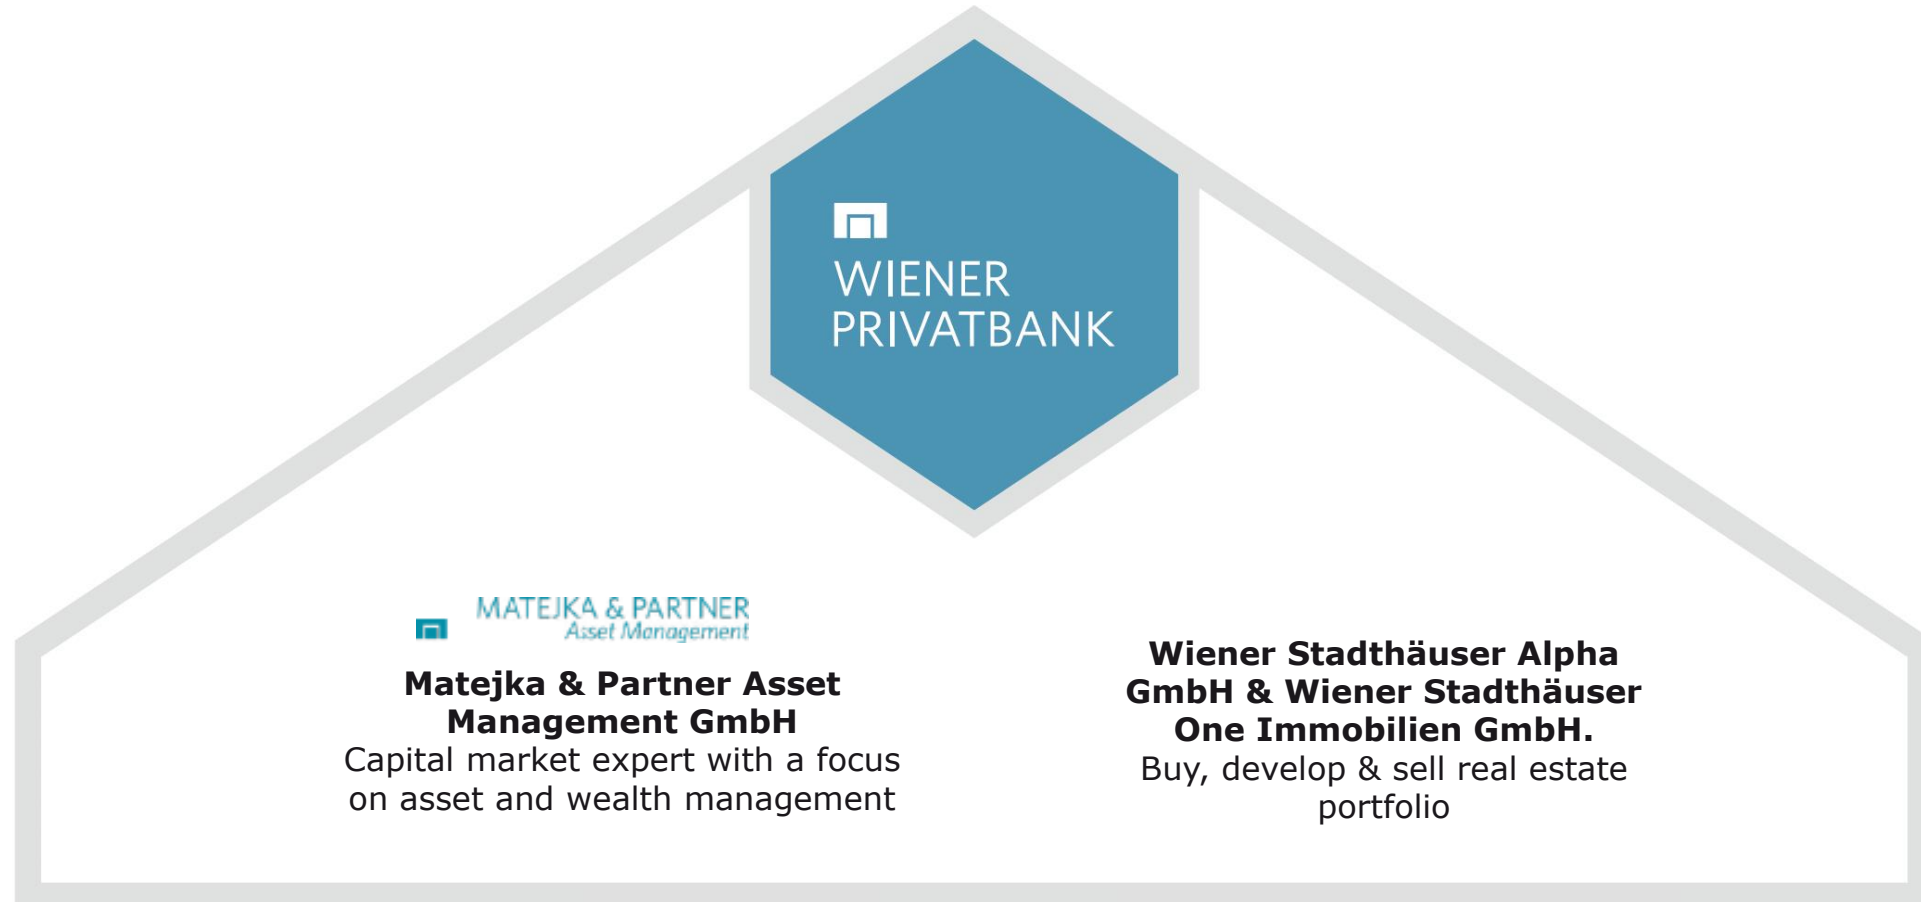 WIENER
PRIVATBANK
MATEJKA & PARTNER
Asset Management
Matejka & Partner Asset
Management GmbH
Capital market expert with a focus
on asset and wealth management
Wiener Stadthäuser Alpha
GmbH & Wiener Stadthäuser
One Immobilien GmbH.
Buy, develop & sell real estate
portfolio